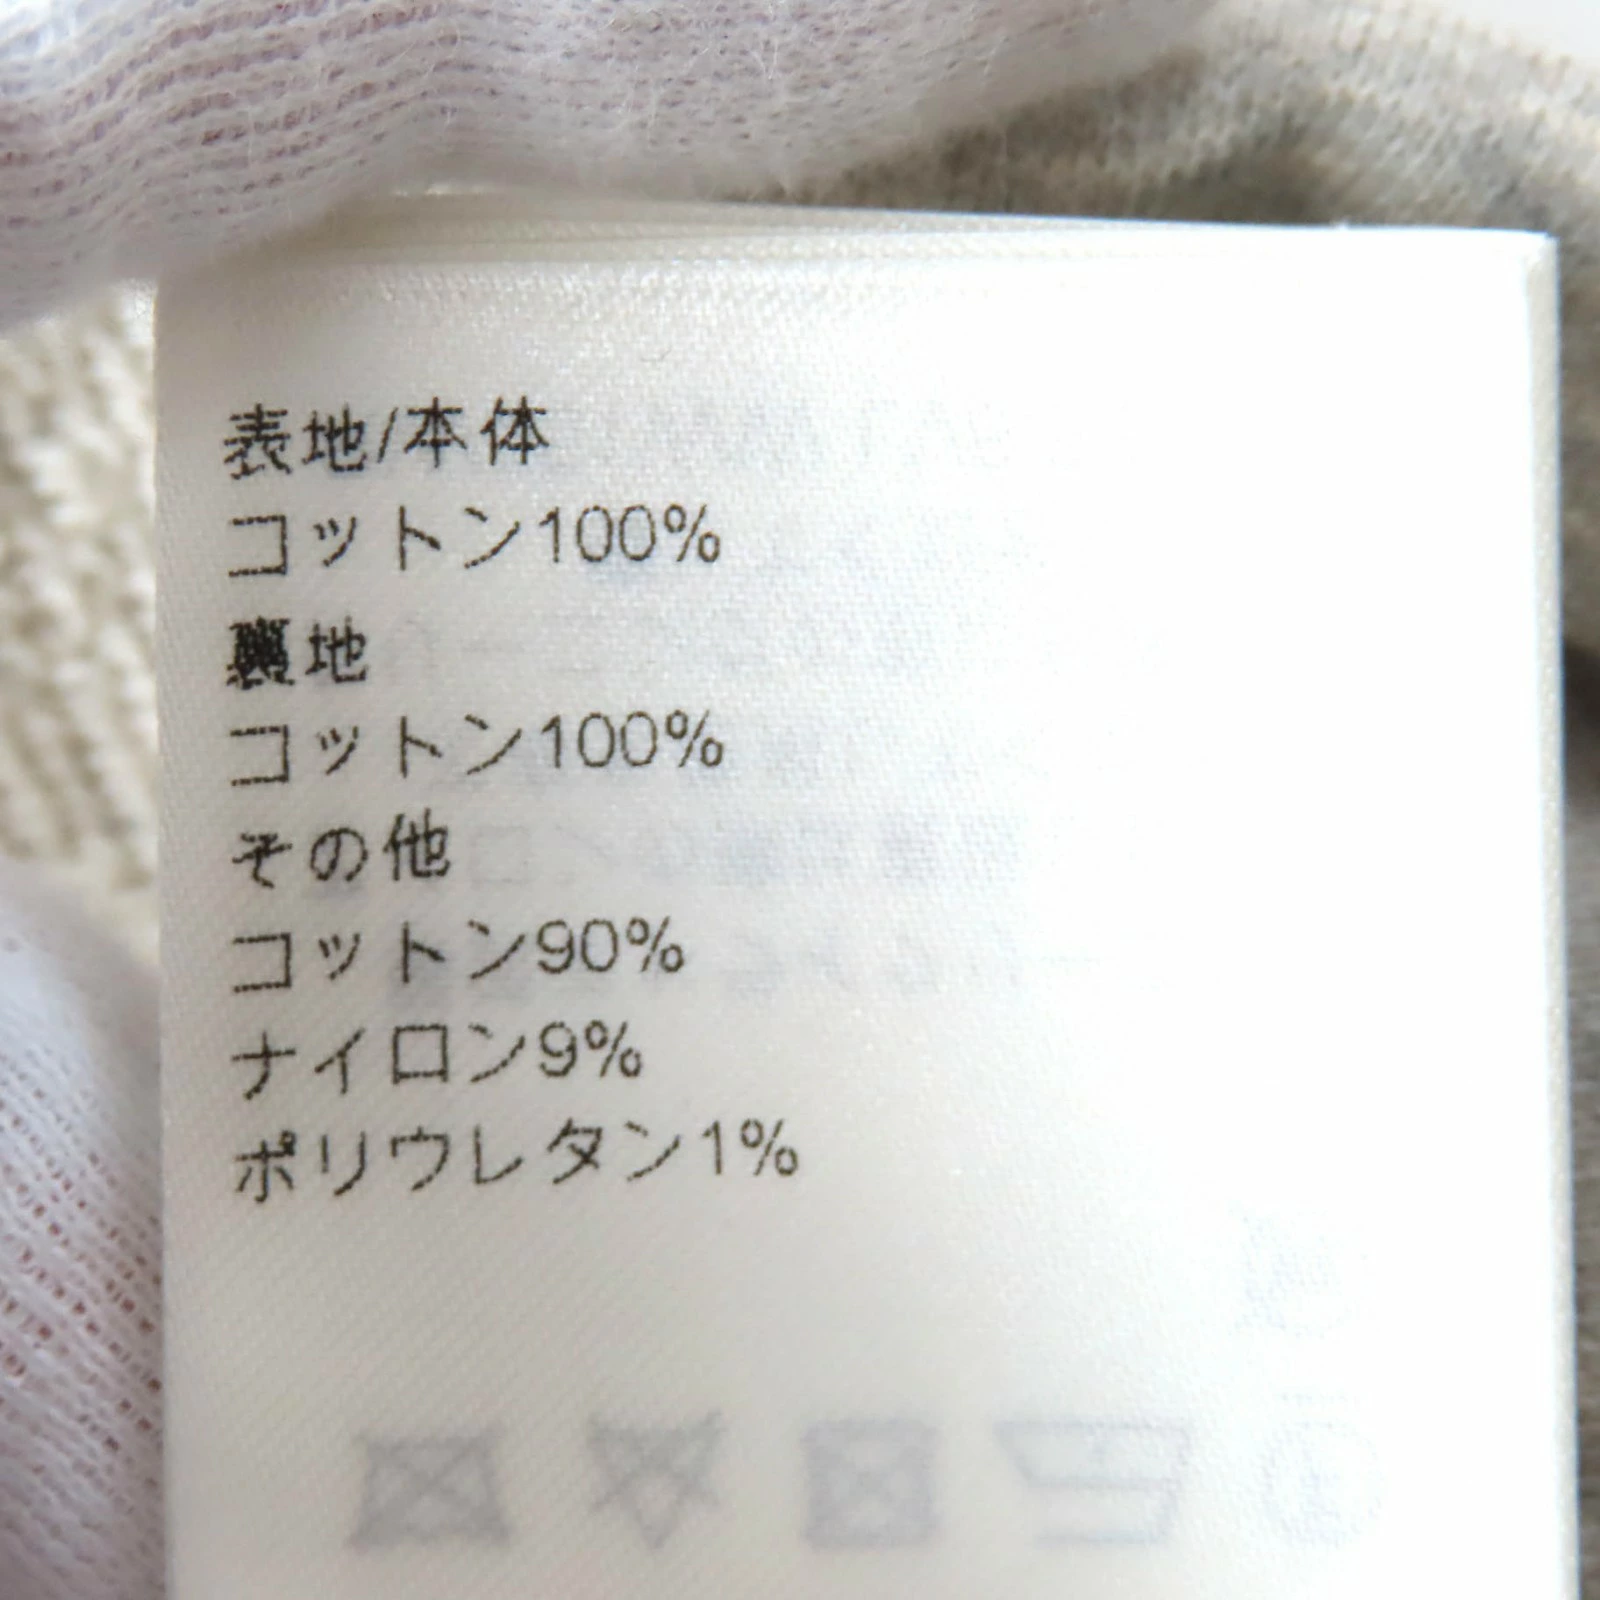 表地/本体
コットン100%
裏地
コットン100%
その他
コットン90%
ナイロン9%
ポリウレタン1%